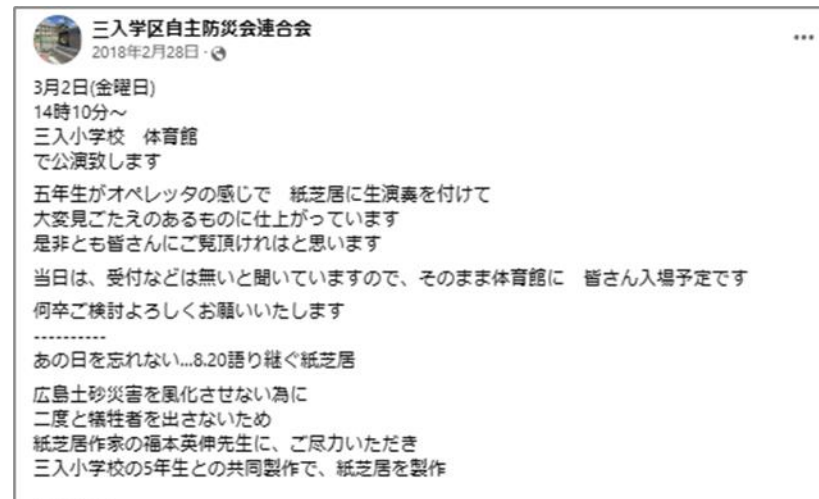 三入学区自主防災会連合会
2018年2月28日 ·
3月2日(金曜日)
14時10分～
三入小学校　体育館
で公演致します
五年生がオペレッタの感じで　紙芝居に生演奏を付けて
大変見ごたえのあるものに仕上がっています
是非とも皆さんにご覧頂けれはと思います
当日は、受付などは無いと聞いていますので、そのまま体育館に　皆さん入場予定です
何卒ご検討よろしくお願いいたします
----------
あの日を忘れない...8.20語り継ぐ紙芝居
広島土砂災害を風化させない為に
二度と犠牲者を出さないため
紙芝居作家の福本英伸先生に、ご尽力いただき
三入小学校の5年生との共同製作で、紙芝居を製作